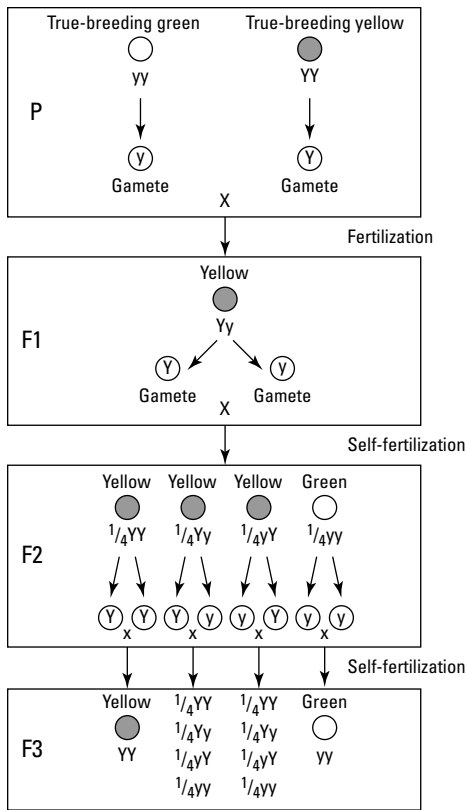 True-breeding green True-breeding yellow
yy YY
P
y Y
Gamete Gamete
X
Fertilization
Yellow
Yy
F1
Y y
Gamete Gamete
X
Self-fertilization
Yellow Yellow Yellow Green
1/4YY 1/4Yy 1/4yY 1/4yy
F2
Y Y Y y y Y y y
x x x x
Self-fertilization
Yellow 1/4YY 1/4YY Green
1/4Yy 1/4Yy
F3 YY 1/4yY 1/4yY yy
1/4yy 1/4yy